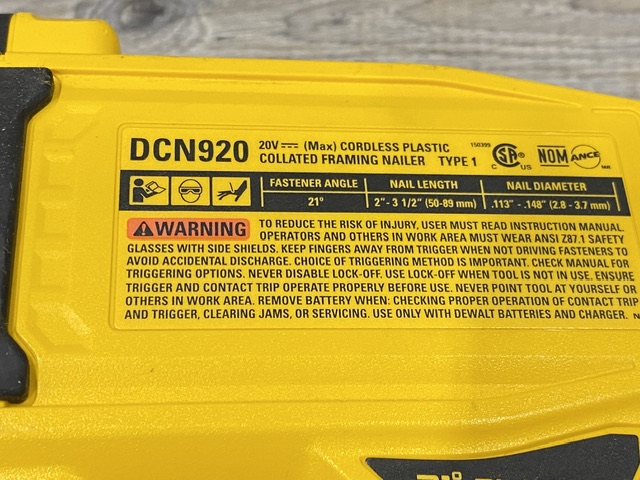 DCN920 20V (Max) CORDLESS PLASTIC
COLLATED FRAMING NAILER TYPE 1
150395
C SA US
NOM ANCE
FASTENER ANGLE NAIL LENGTH NAIL DIAMETER
21° 2"- 3 1/2" (50-89 mm) .113" - .148" (2.8 - 3.7 mm)
WARNING TO REDUCE THE RISK OF INJURY, USER MUST READ INSTRUCTION MANUAL.
OPERATORS AND OTHERS IN WORK AREA MUST WEAR ANSI Z87.1 SAFETY
GLASSES WITH SIDE SHIELDS. KEEP FINGERS AWAY FROM TRIGGER WHEN NOT DRIVING FASTENERS TO
AVOID ACCIDENTAL DISCHARGE. CHOICE OF TRIGGERING METHOD IS IMPORTANT. CHECK MANUAL FOR
TRIGGERING OPTIONS. NEVER DISABLE LOCK-OFF. USE LOCK-OFF WHEN TOOL IS NOT IN USE. ENSURE
TRIGGER AND CONTACT TRIP OPERATE PROPERLY BEFORE USE. NEVER POINT TOOL AT YOURSELF OR
OTHERS IN WORK AREA. REMOVE BATTERY WHEN: CHECKING PROPER OPERATION OF CONTACT TRIP
AND TRIGGER, CLEARING JAMS, OR SERVICING. USE ONLY WITH DEWALT BATTERIES AND CHARGER.